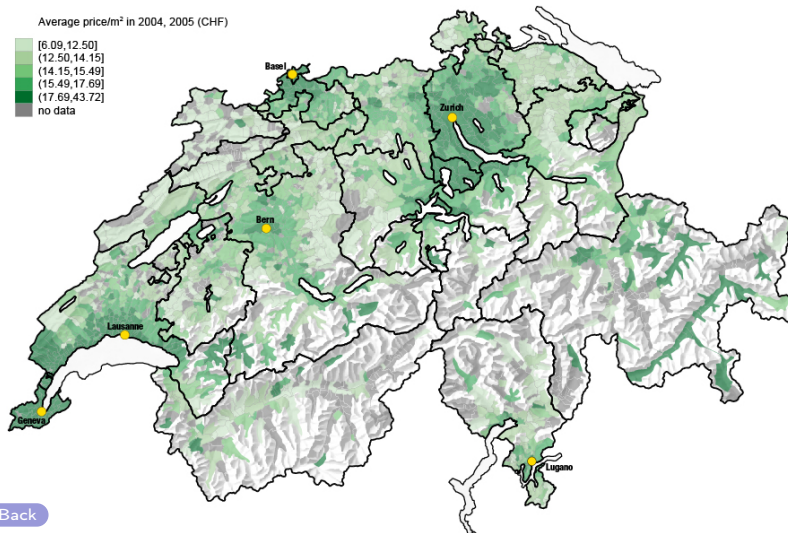 Average price/m² in 2004, 2005 (CHF)
[6.09,12.50]
(12.50,14.15]
(14.15,15.49]
(15.49,17.69]
(17.69,43.72]
no data
Basel
Zurich
Bern
Lausanne
Geneva
Lugano
Back